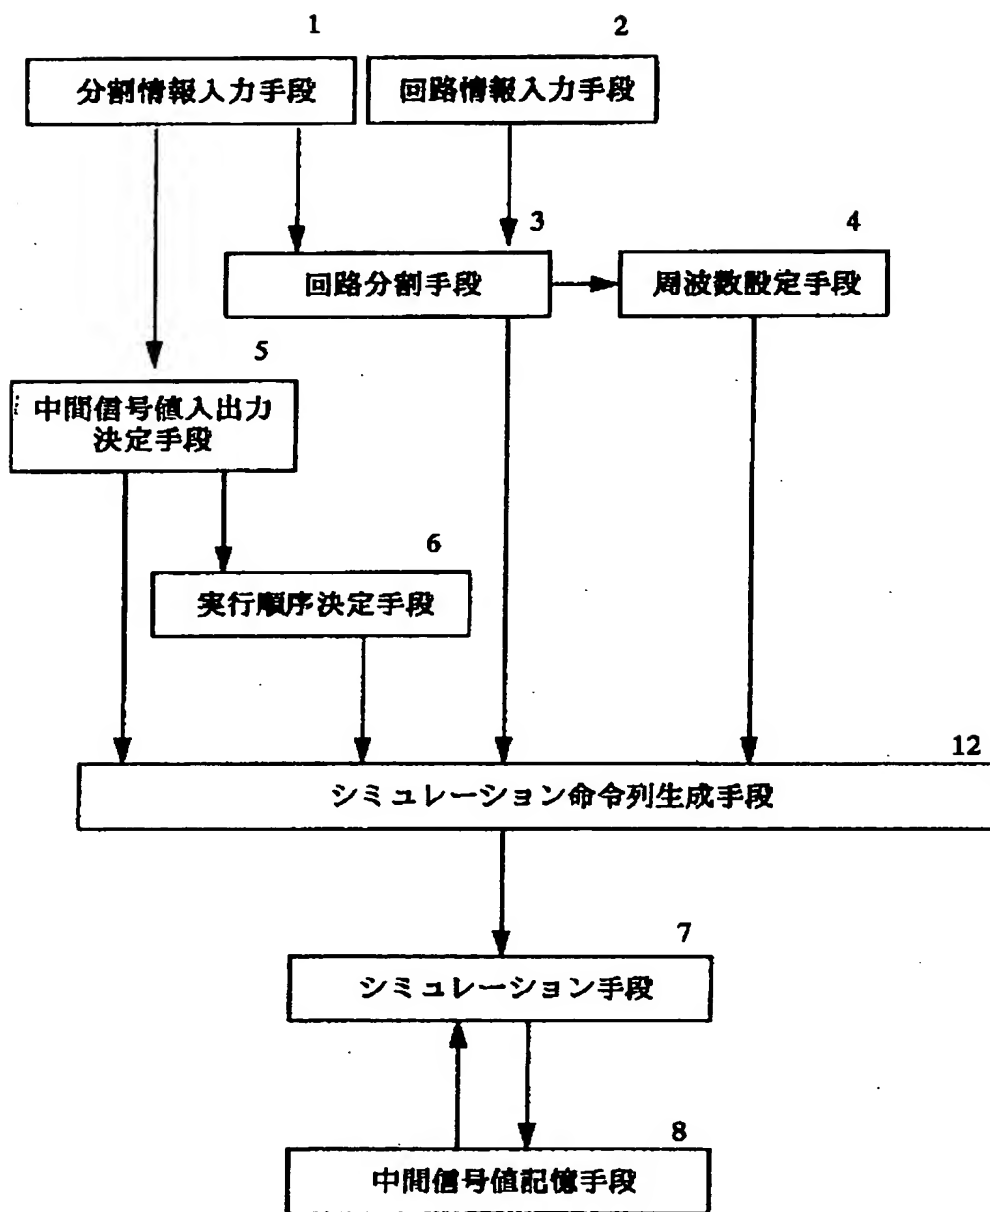 1
2
分割情報入力手段
回路情報入力手段
3
4
回路分割手段
周波数設定手段
5
中間信号値入出力
決定手段
6
実行順序決定手段
12
シミュレーション命令列生成手段
7
シミュレーション手段
8
中間信号値記憶手段